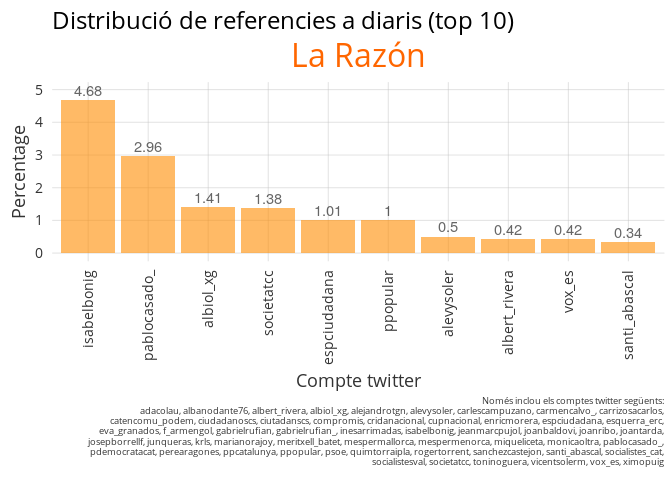 Distribució de referencies a diaris (top 10)
La Razón
Percentage
5
4
3
2
1
0
4.68
2.96
1.41
1.38
1.01
1
0.5
0.42
0.42
0.34
isabelbonig
pablocasado_
albiol_xg
societatcc
espciudadana
ppopular
alevysoler
albert_rivera
vox_es
santi_abascal
Compte twitter
Només inclou els comptes twitter següents:
adacolau, albanodante76, albert_rivera, albiol_xg, alejandrotgn, alevysoler, carlescampuzano, carmencalvo_, carrizosacarlos,
catencomu_podem, ciudadanoscs, ciutadanscs, compromis, cridanacional, cupnacional, enricmorera, espciudadana, esquerra_erc,
eva_granados, f_armengol, gabrielrufian, gabrielrufian_, inesarrimadas, isabelbonig, jeanmarcpujol, joanbaldovi, joanribo, joantarda,
josepborrellf, junqueras, krls, marianorajoy, meritxell_batet, mespermallorca, mespermenorca, miqueliceta, monicaoltra, pablocasado_,
pdemocratacat, perearagones, ppcatalunya, ppopular, psoe, quimtorraipla, rogertorrent, sanchezcastejon, santi_abascal, socialistes_cat,
socialistesval, societatcc, toninoguera, vicentsolerm, vox_es, ximopuig